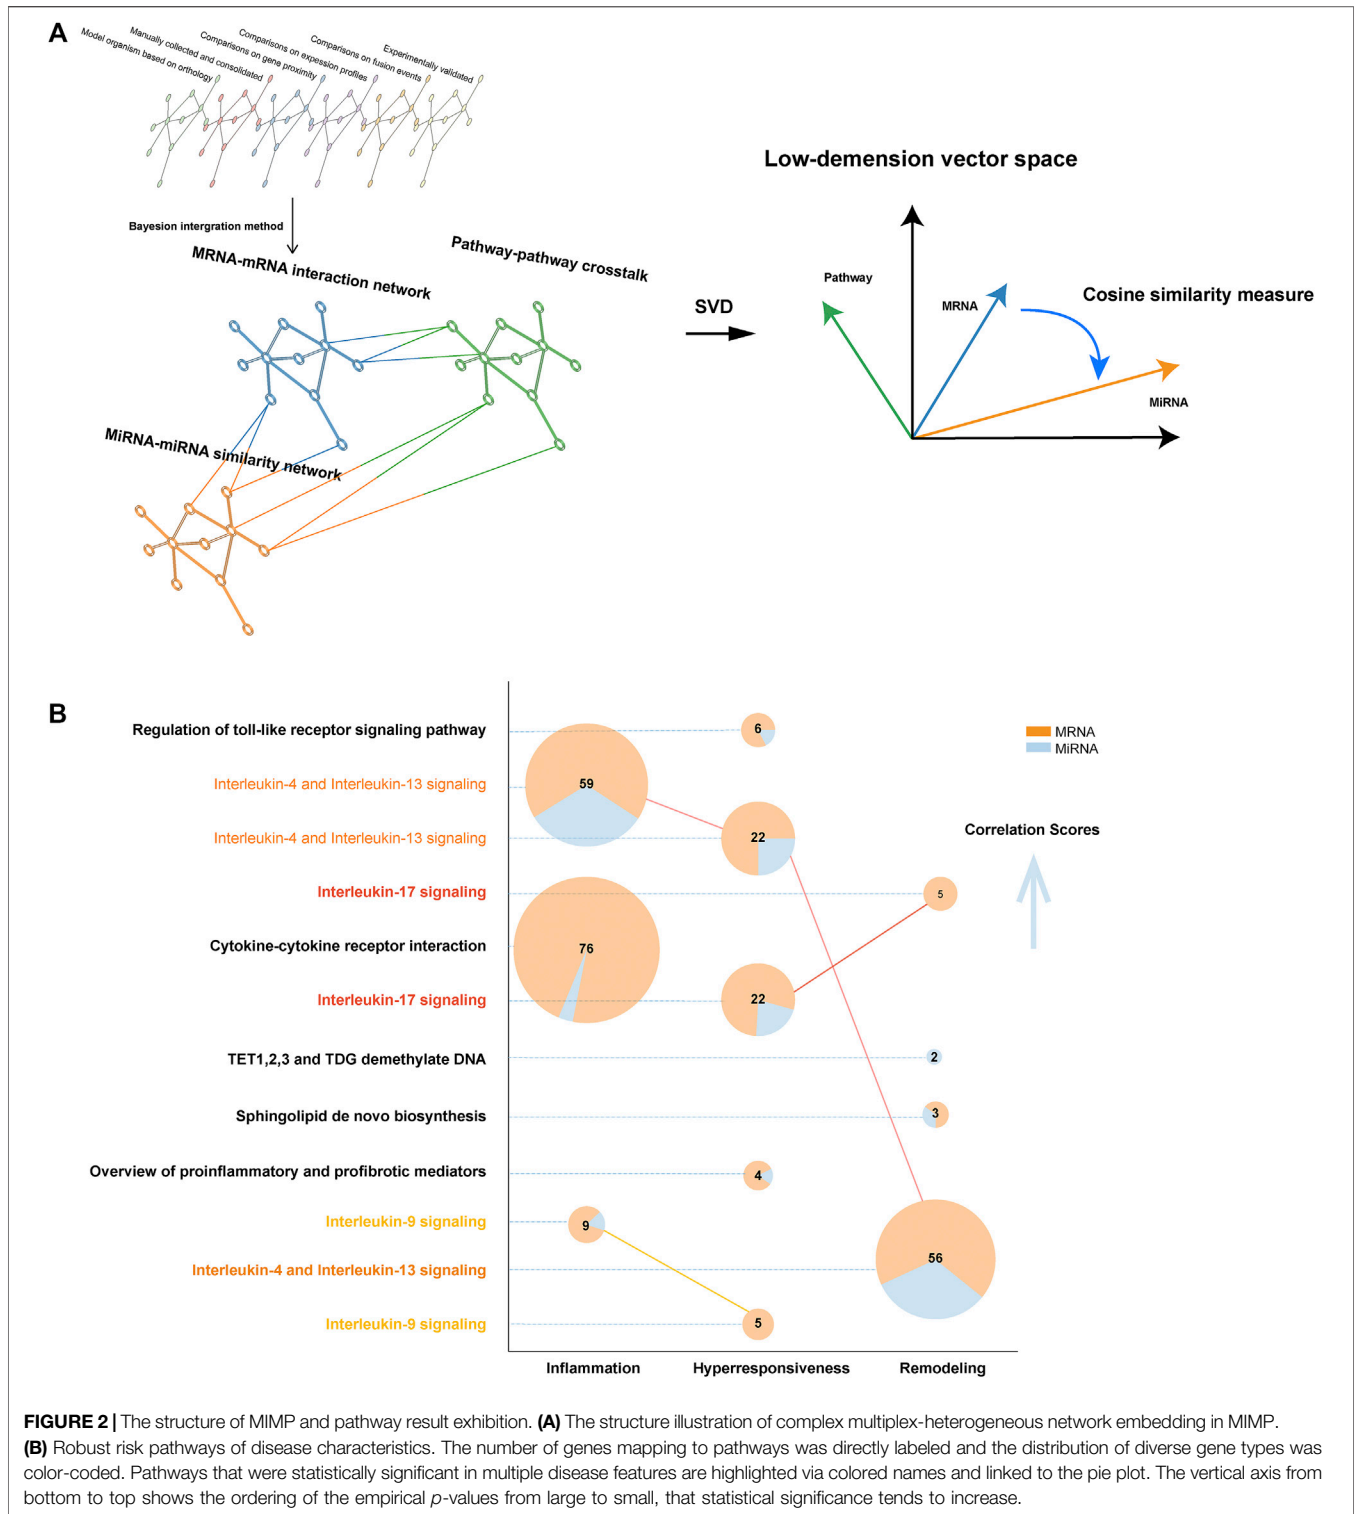 A
Model organism based on orthology
Manually collected and consolidated
Comparisons on gene proximity
Comparisons on expession profiles
Comparisons on fusion events
Experimentally validated
Bayesion intergration method
MRNA-mRNA interaction network
Pathway-pathway crosstalk
MiRNA-miRNA similarity network
SVD
Low-demension vector space
Pathway
MRNA
Cosine similarity measure
MiRNA
B
Regulation of toll-like receptor signaling pathway
6
MRNA
MiRNA
Interleukin-4 and Interleukin-13 signaling
59
Interleukin-4 and Interleukin-13 signaling
22
Correlation Scores
Interleukin-17 signaling
5
Cytokine-cytokine receptor interaction
76
Interleukin-17 signaling
22
TET1,2,3 and TDG demethylate DNA
2
Sphingolipid de novo biosynthesis
3
Overview of proinflammatory and profibrotic mediators
4
Interleukin-9 signaling
9
Interleukin-4 and Interleukin-13 signaling
56
Interleukin-9 signaling
5
Inflammation
Hyperresponsiveness
Remodeling
FIGURE 2 | The structure of MIMP and pathway result exhibition. (A) The structure illustration of complex multiplex-heterogeneous network embedding in MIMP.
(B) Robust risk pathways of disease characteristics. The number of genes mapping to pathways was directly labeled and the distribution of diverse gene types was
color-coded. Pathways that were statistically significant in multiple disease features are highlighted via colored names and linked to the pie plot. The vertical axis from
bottom to top shows the ordering of the empirical p-values from large to small, that statistical significance tends to increase.